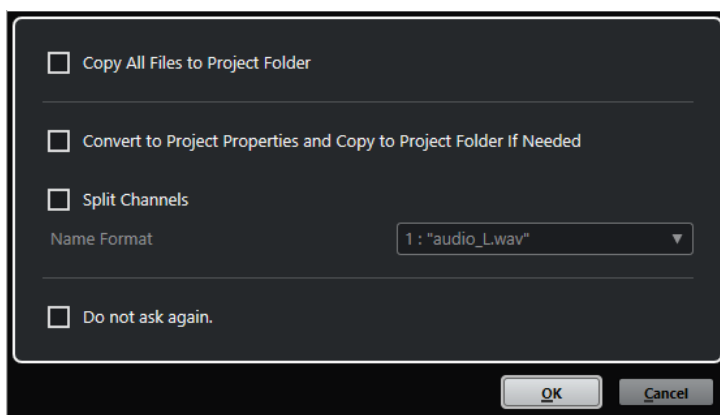 Copy All Files to Project Folder
Convert to Project Properties and Copy to Project Folder If Needed
Split Channels
Name Format
1 : "audio_L.wav"
Do not ask again.
OK
Cancel